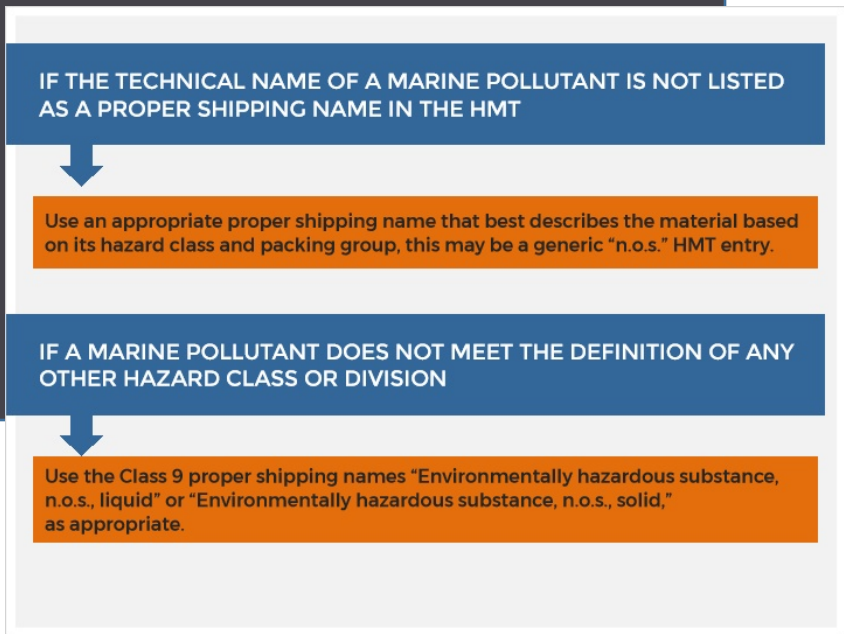 IF THE TECHNICAL NAME OF A MARINE POLLUTANT IS NOT LISTED
AS A PROPER SHIPPING NAME IN THE HMT
Use an appropriate proper shipping name that best describes the material based
on its hazard class and packing group, this may be a generic “n.o.s.” HMT entry.
IF A MARINE POLLUTANT DOES NOT MEET THE DEFINITION OF ANY
OTHER HAZARD CLASS OR DIVISION
Use the Class 9 proper shipping names “Environmentally hazardous substance,
n.o.s., liquid” or “Environmentally hazardous substance, n.o.s., solid,”
as appropriate.